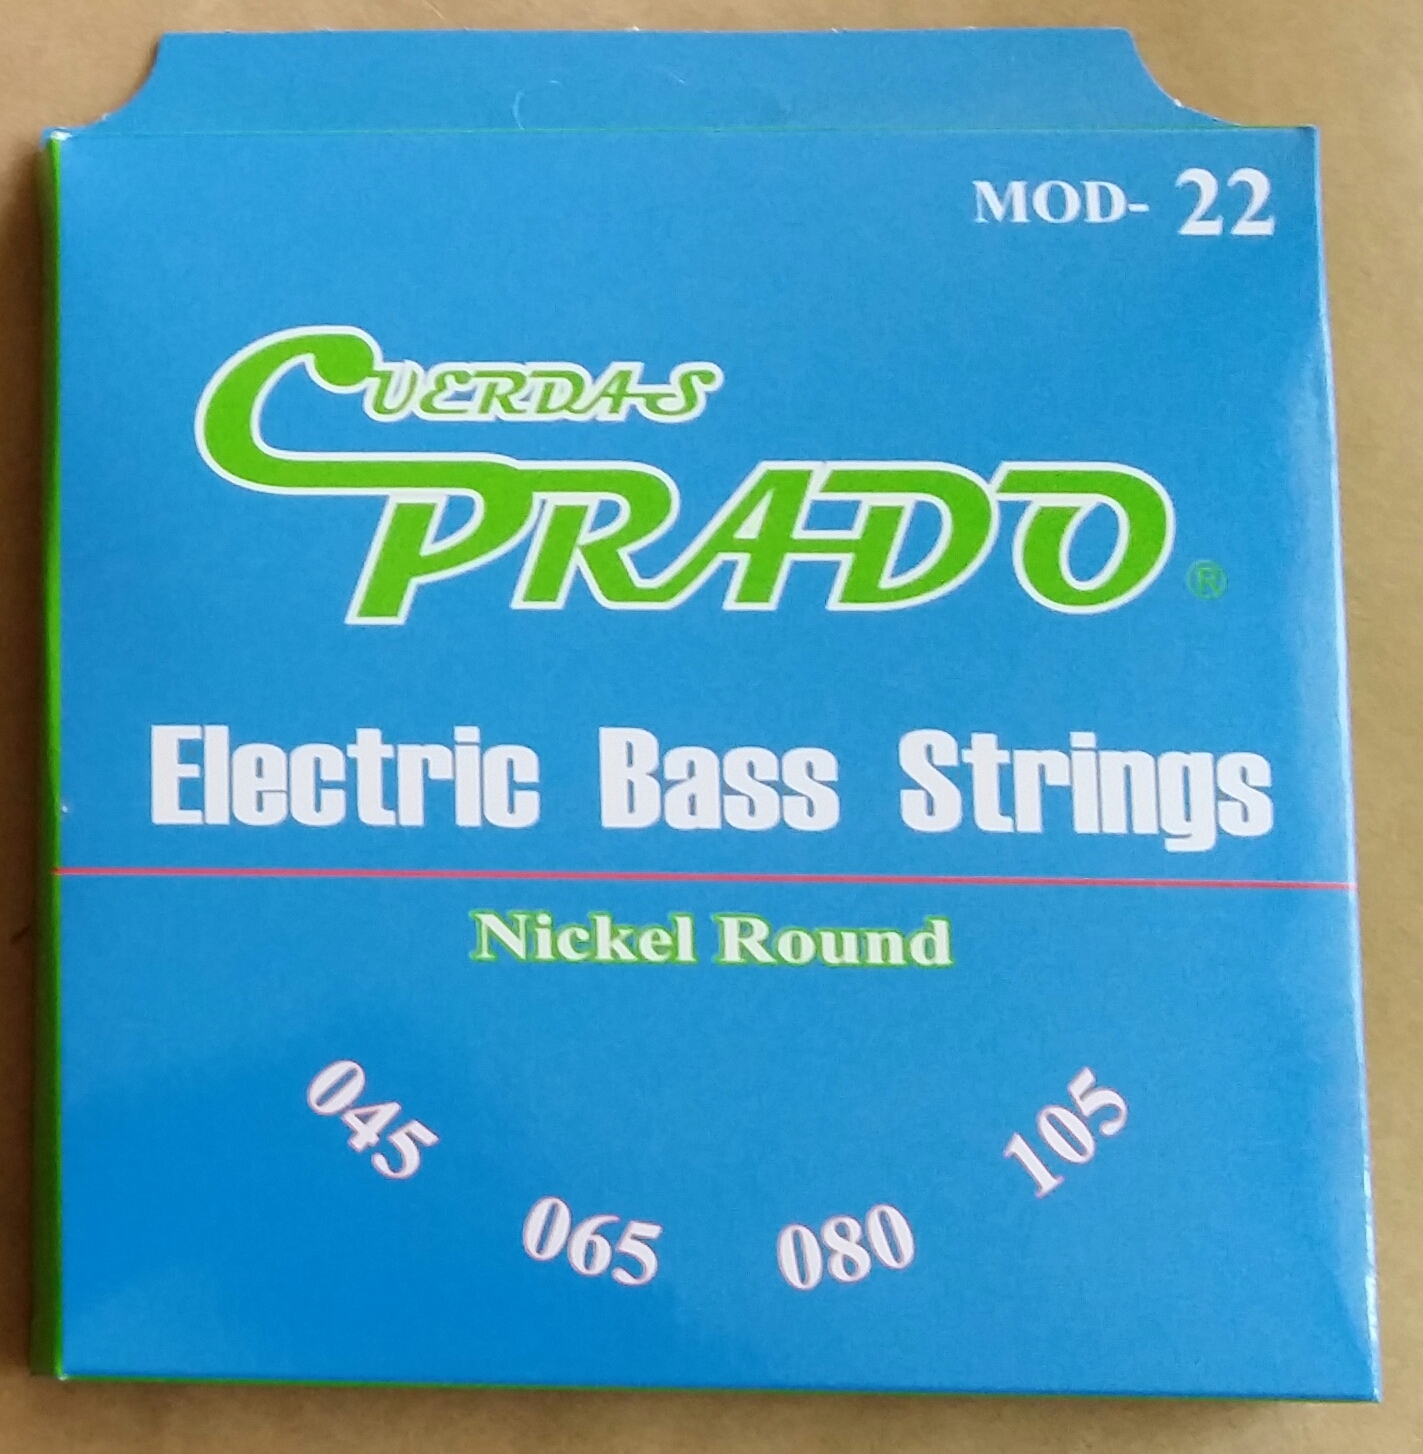 MOD- 22
CUERDAS
PRADO ®
Electric Bass Strings
Nickel Round
045
065
080
105